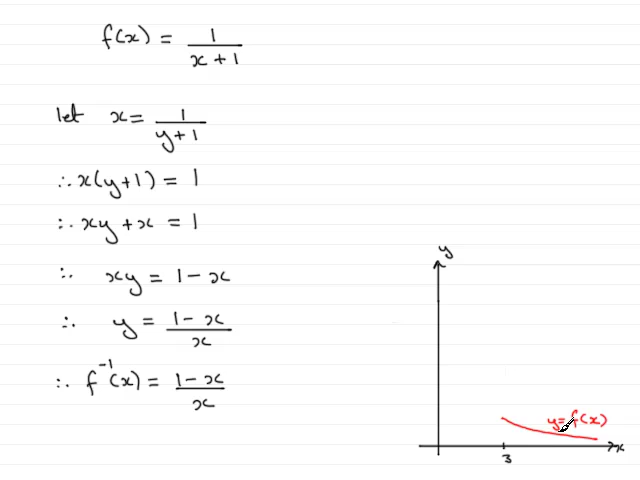 f(x) = 1/(x + 1)
let x = 1/(y + 1)
∴ x(y+1) = 1
∴ xy + x = 1
∴ xy = 1 - x
∴ y = (1 - x)/x
∴ f⁻¹(x) = (1 - x)/x
y
y = f(x)
x
3